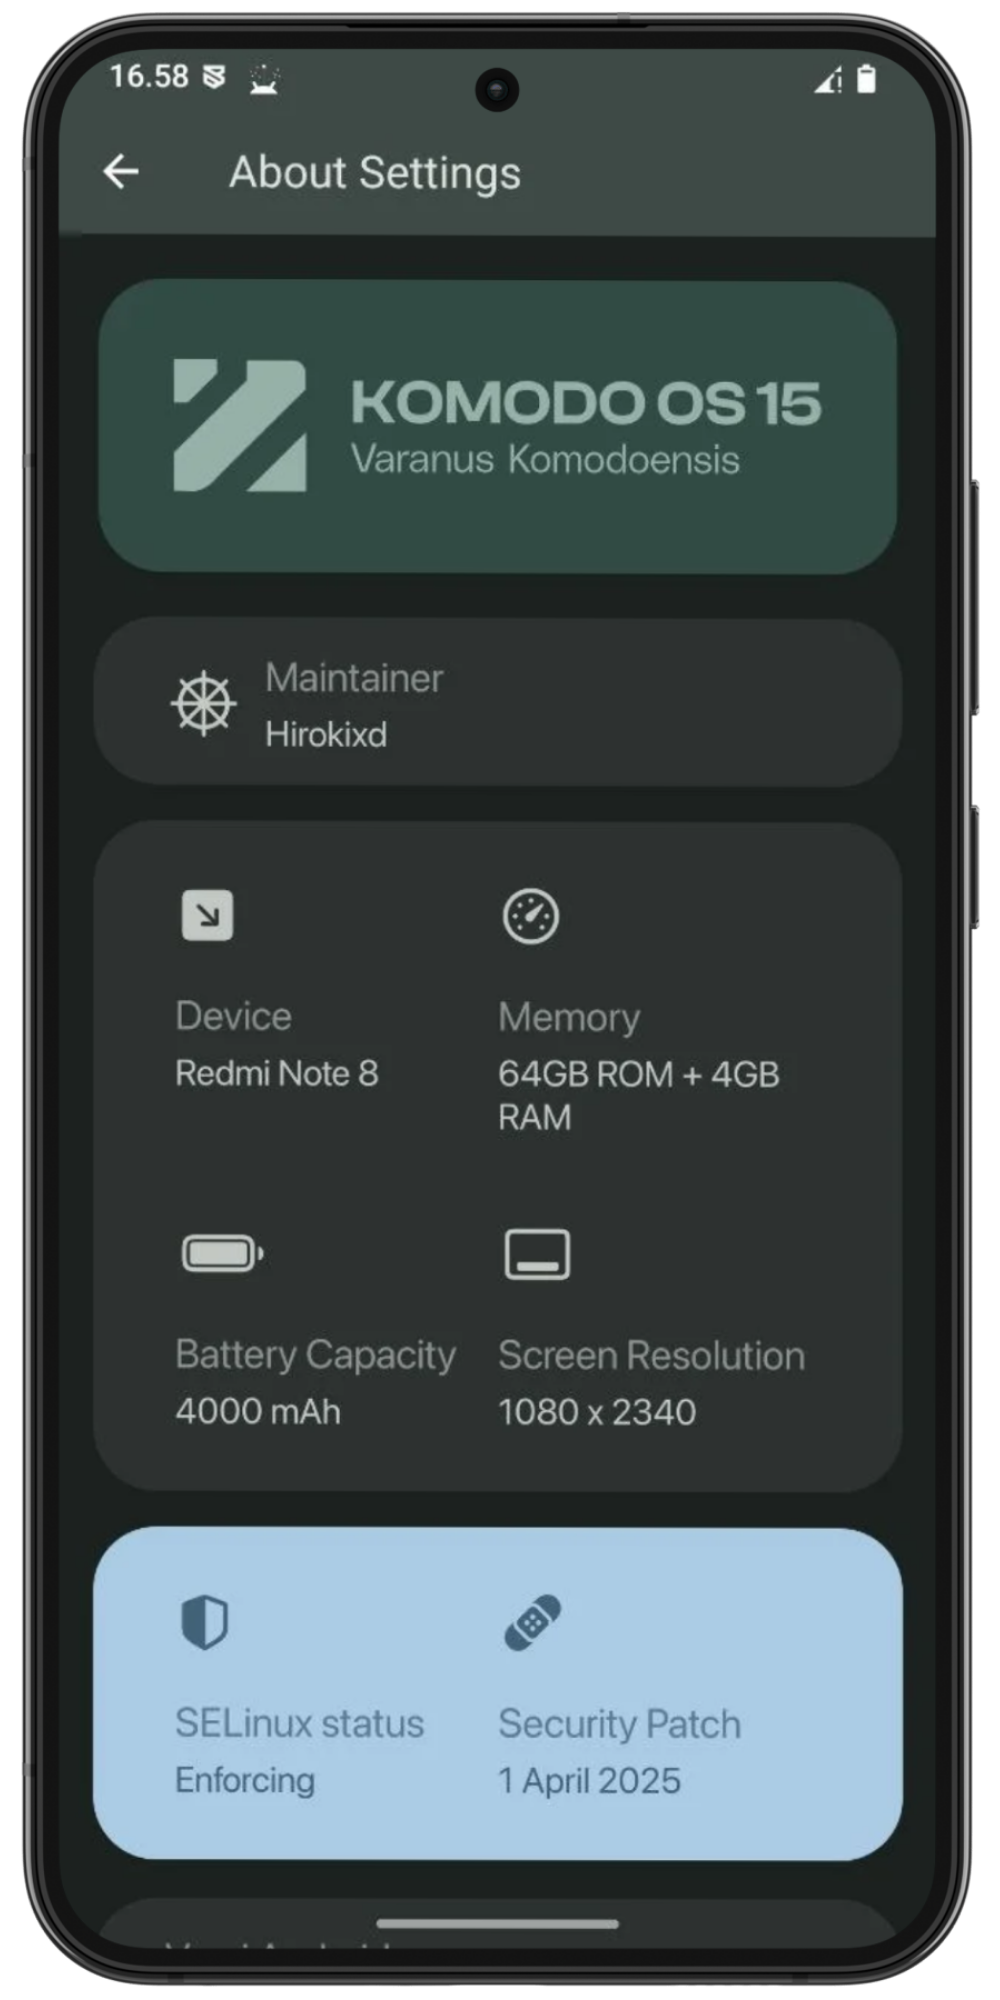 16.58
About Settings
KOMODO OS 15
Varanus Komodoensis
Maintainer
Hirokixd
Device
Redmi Note 8
Memory
64GB ROM + 4GB
RAM
Battery Capacity
4000 mAh
Screen Resolution
1080 x 2340
SELinux status
Enforcing
Security Patch
1 April 2025